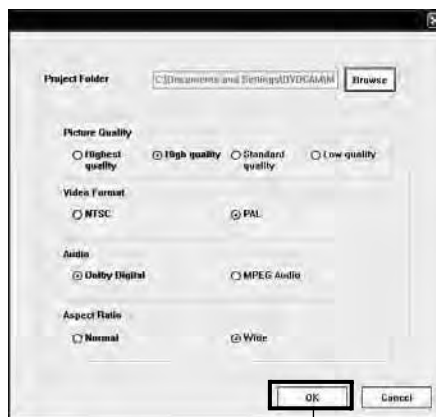 Project Folder C:\Documents and Settings\DVDCAM\M Browse
Picture Quality
Highest quality High quality Standard quality Low quality
Video Format
NTSC PAL
Audio
Dolby Digital MPEG Audio
Aspect Ratio
Normal Wide
OK Cancel